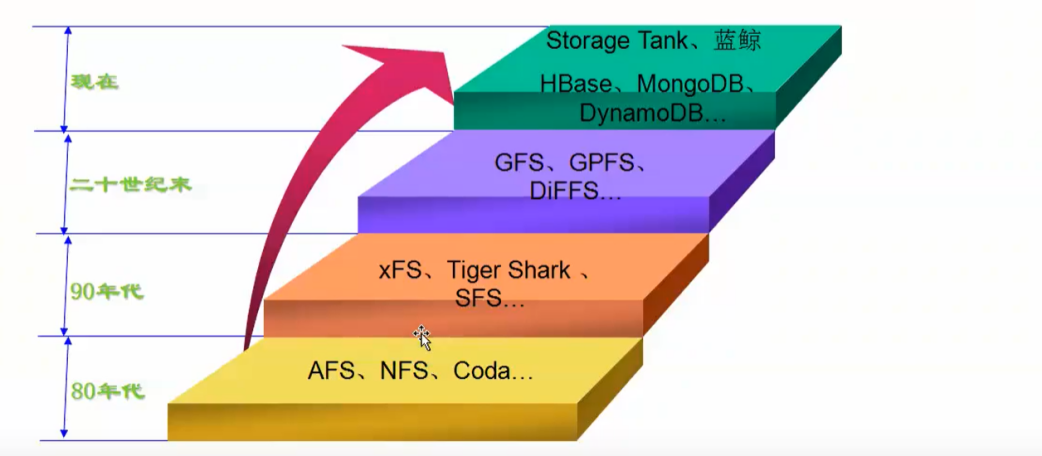 现在
Storage Tank、蓝鲸
HBase、MongoDB、
DynamoDB…
二十世纪末
GFS、GPFS、
DiFFS…
90年代
xFS、Tiger Shark 、
SFS…
80年代
AFS、NFS、Coda…